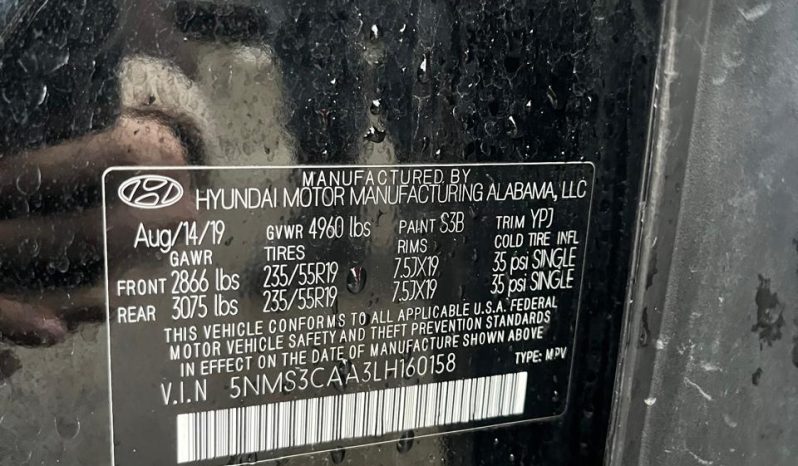 MANUFACTURED BY
HYUNDAI MOTOR MANUFACTURING ALABAMA, LLC
Aug/14/19 GVWR 4960 lbs PAINT S3B TRIM YPJ
GAWR TIRES RIMS COLD TIRE INFL
FRONT 2866 lbs 235/55R19 7.5JX19 35 psi SINGLE
REAR 3075 lbs 235/55R19 7.5JX19 35 psi SINGLE
THIS VEHICLE CONFORMS TO ALL APPLICABLE U.S.A. FEDERAL
MOTOR VEHICLE SAFETY AND THEFT PREVENTION STANDARDS
IN EFFECT ON THE DATE OF MANUFACTURE SHOWN ABOVE
V.I.N 5NMS3CAA3LH160158 TYPE: MPV